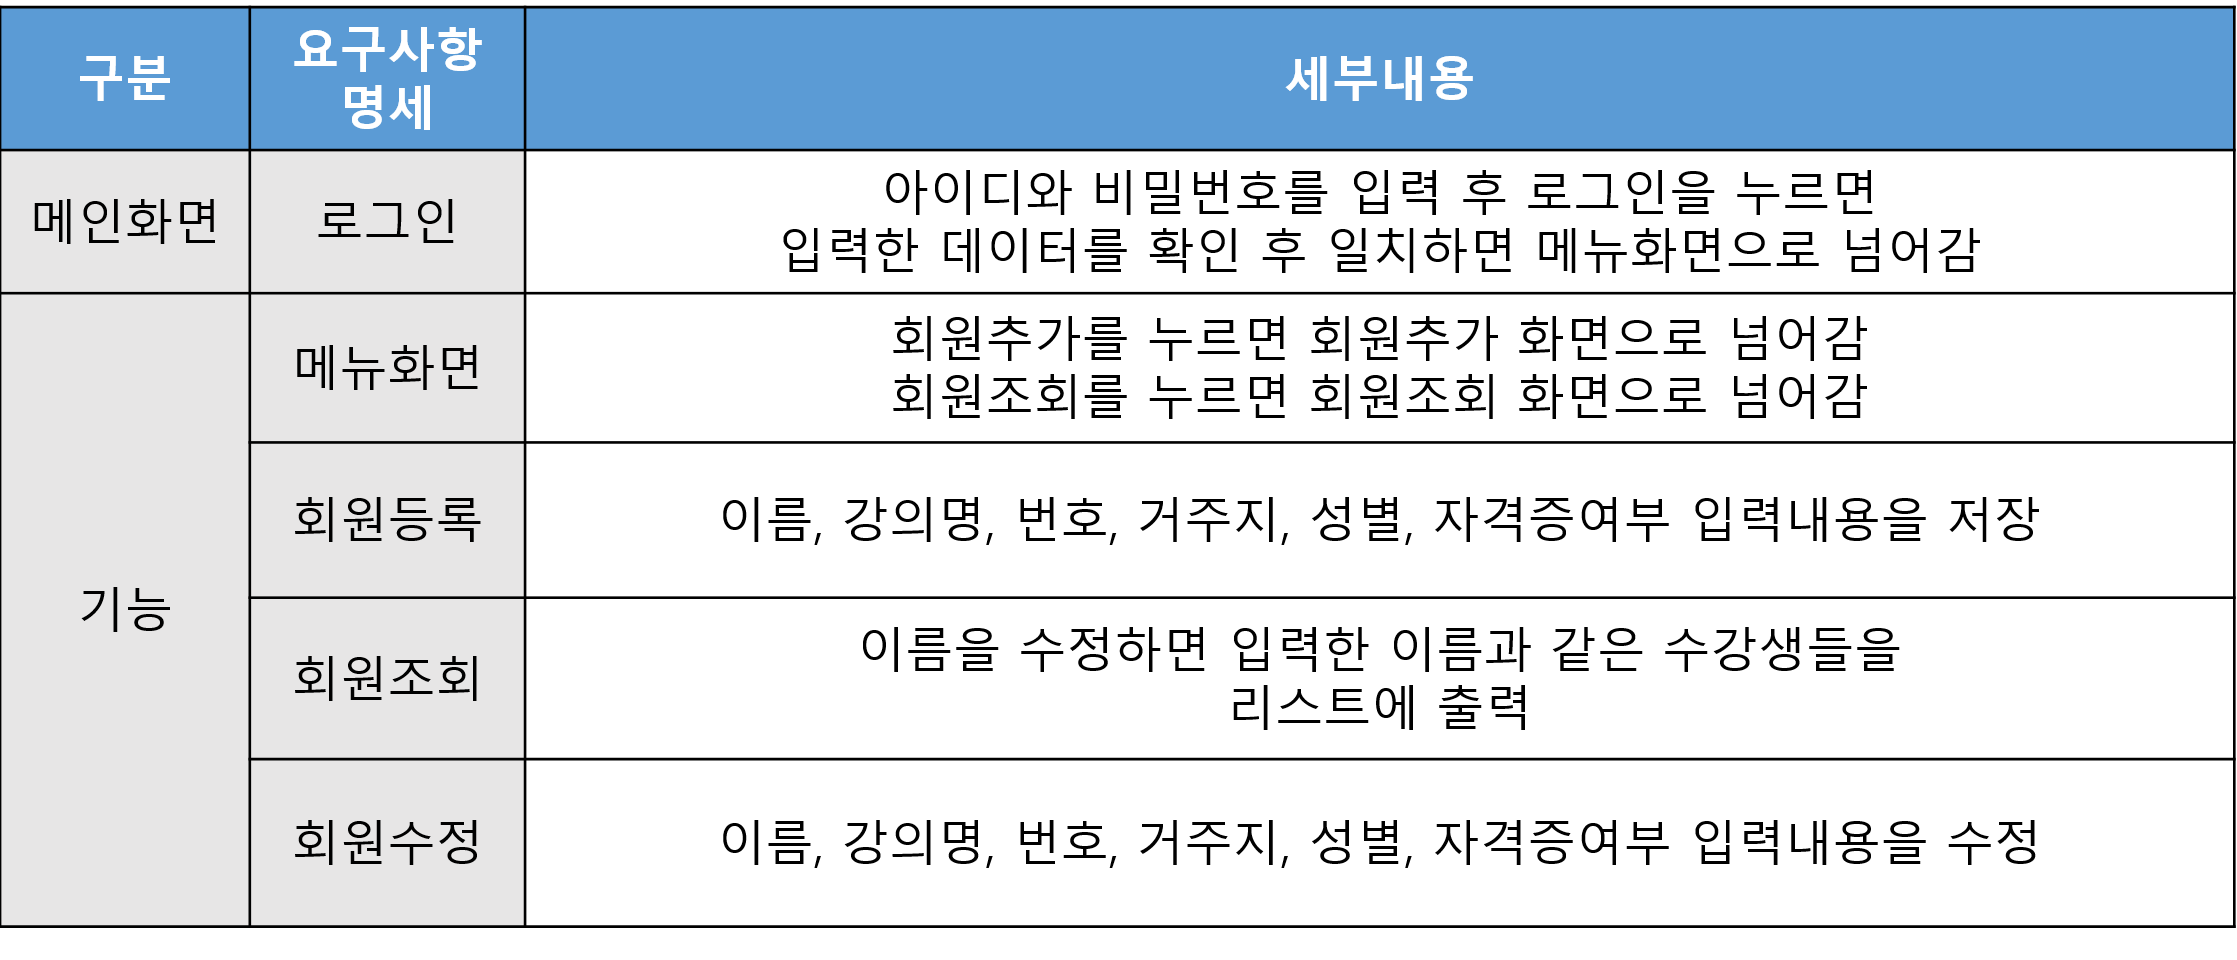 구분
요구사항
명세
세부내용
메인화면
로그인
아이디와 비밀번호를 입력 후 로그인을 누르면
입력한 데이터를 확인 후 일치하면 메뉴화면으로 넘어감
기능
메뉴화면
회원추가를 누르면 회원추가 화면으로 넘어감
회원조회를 누르면 회원조회 화면으로 넘어감
회원등록
이름, 강의명, 번호, 거주지, 성별, 자격증여부 입력내용을 저장
회원조회
이름을 수정하면 입력한 이름과 같은 수강생들을
리스트에 출력
회원수정
이름, 강의명, 번호, 거주지, 성별, 자격증여부 입력내용을 수정